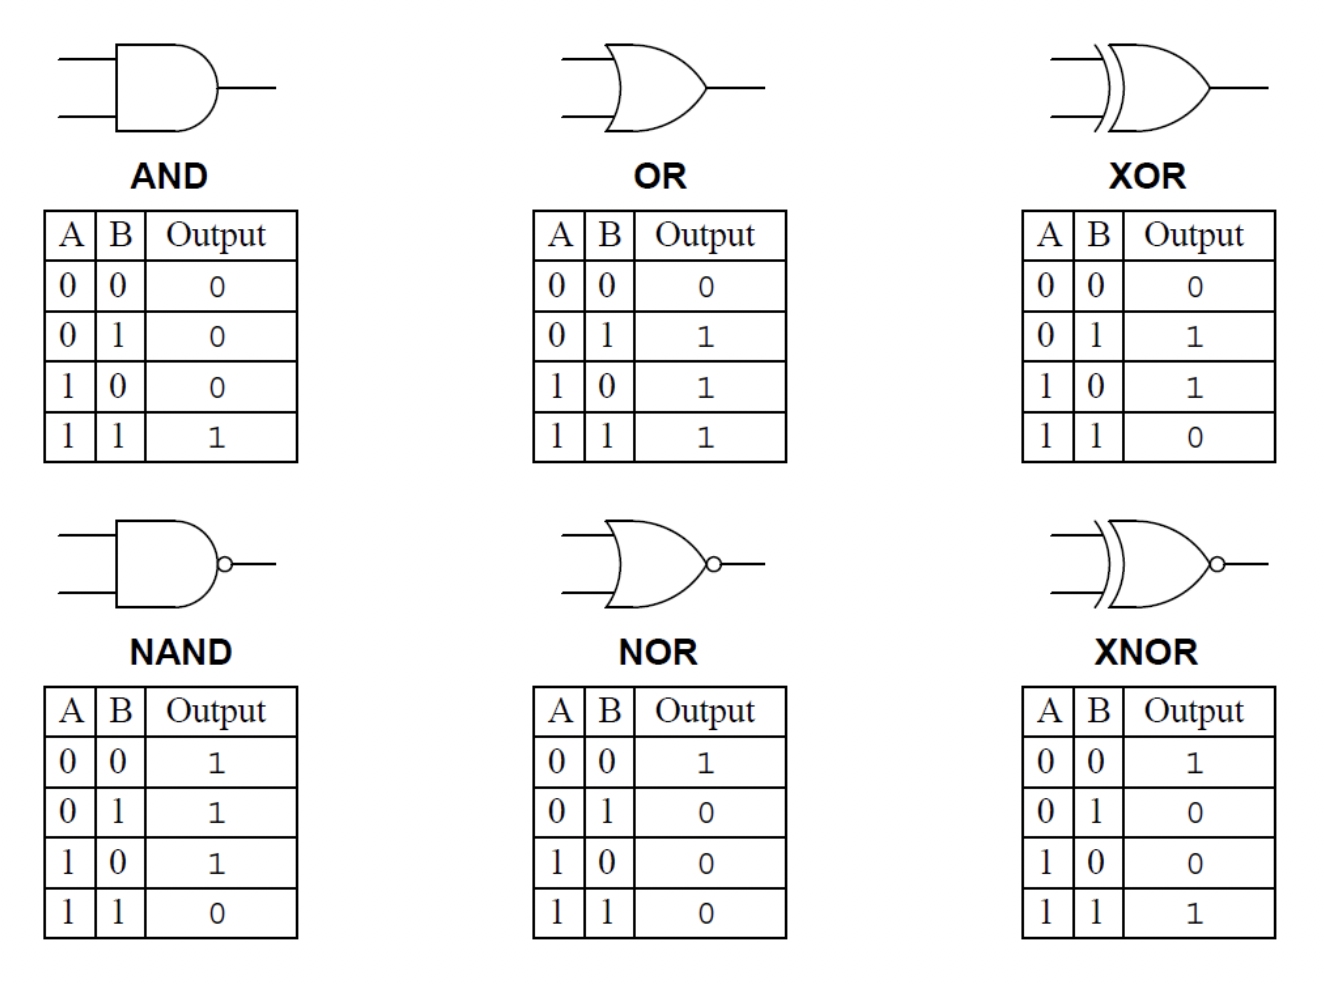 AND OR XOR
A B Output A B Output A B Output
0 0 0 0 0 0 0 0 0
0 1 0 0 1 1 0 1 1
1 0 0 1 0 1 1 0 1
1 1 1 1 1 1 1 1 0
NAND NOR XNOR
A B Output A B Output A B Output
0 0 1 0 0 1 0 0 1
0 1 1 0 1 0 0 1 0
1 0 1 1 0 0 1 0 0
1 1 0 1 1 0 1 1 1